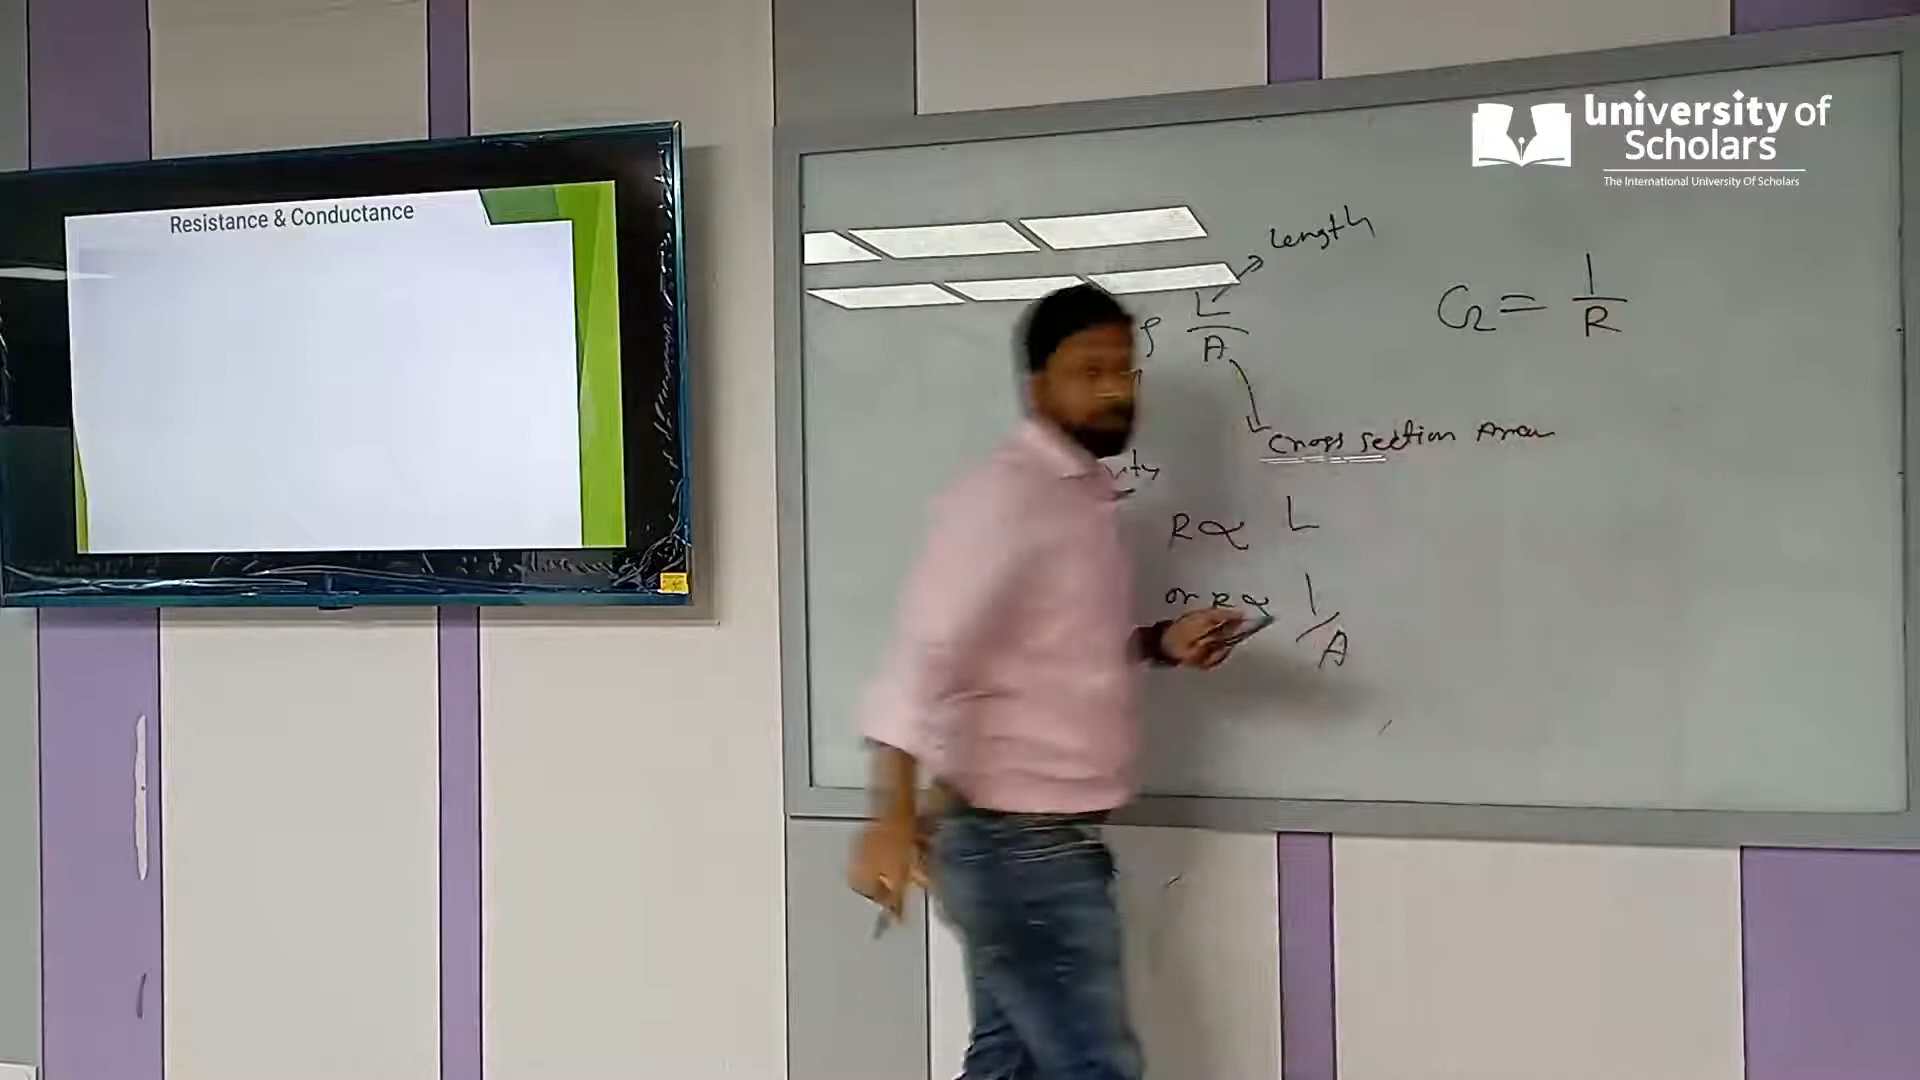 Resistance & Conductance
University of
Scholars
The International University Of Scholars
length
ρ L/A
G = 1/R
Cross section Area
R ∝ L
or R ∝ 1/A